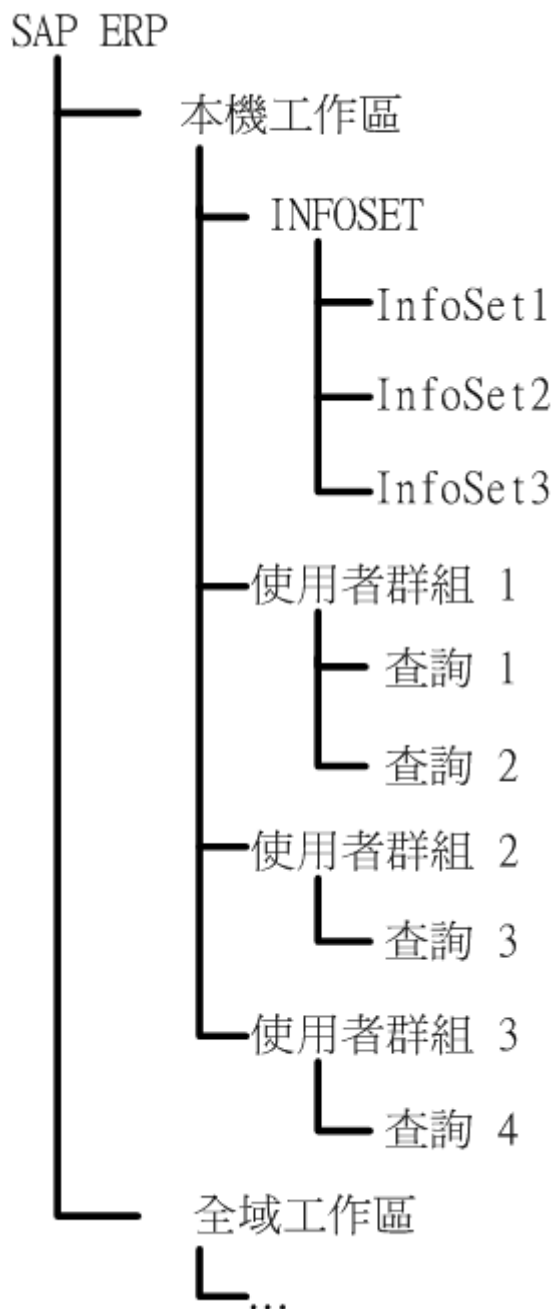 SAP ERP
本機工作區
INFOSET
InfoSet1
InfoSet2
InfoSet3
使用者群組 1
查詢 1
查詢 2
使用者群組 2
查詢 3
使用者群組 3
查詢 4
全域工作區
...